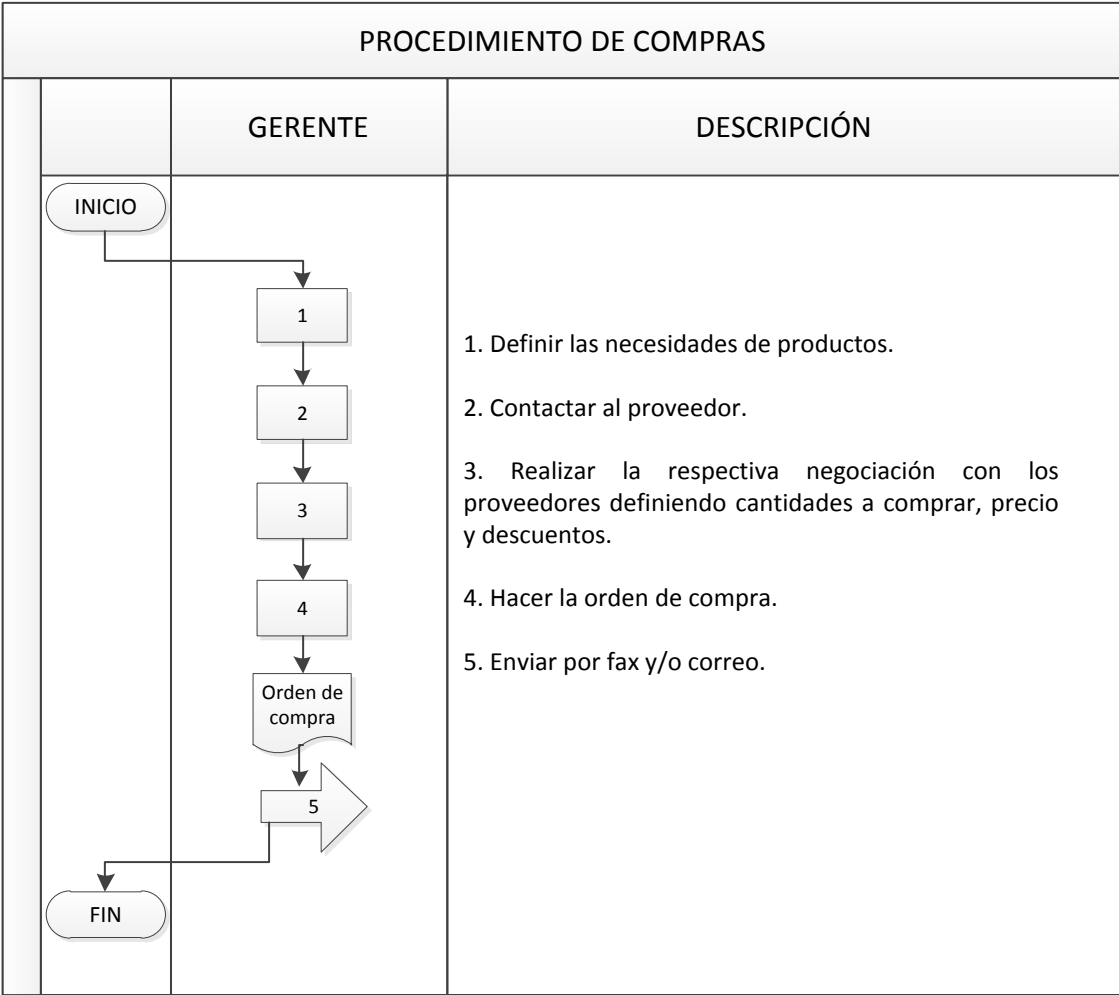 PROCEDIMIENTO DE COMPRAS
GERENTE
DESCRIPCIÓN
INICIO
1
2
3
4
Orden de
compra
5
FIN
1. Definir las necesidades de productos.
2. Contactar al proveedor.
3. Realizar la respectiva negociación con los
proveedores definiendo cantidades a comprar, precio
y descuentos.
4. Hacer la orden de compra.
5. Enviar por fax y/o correo.